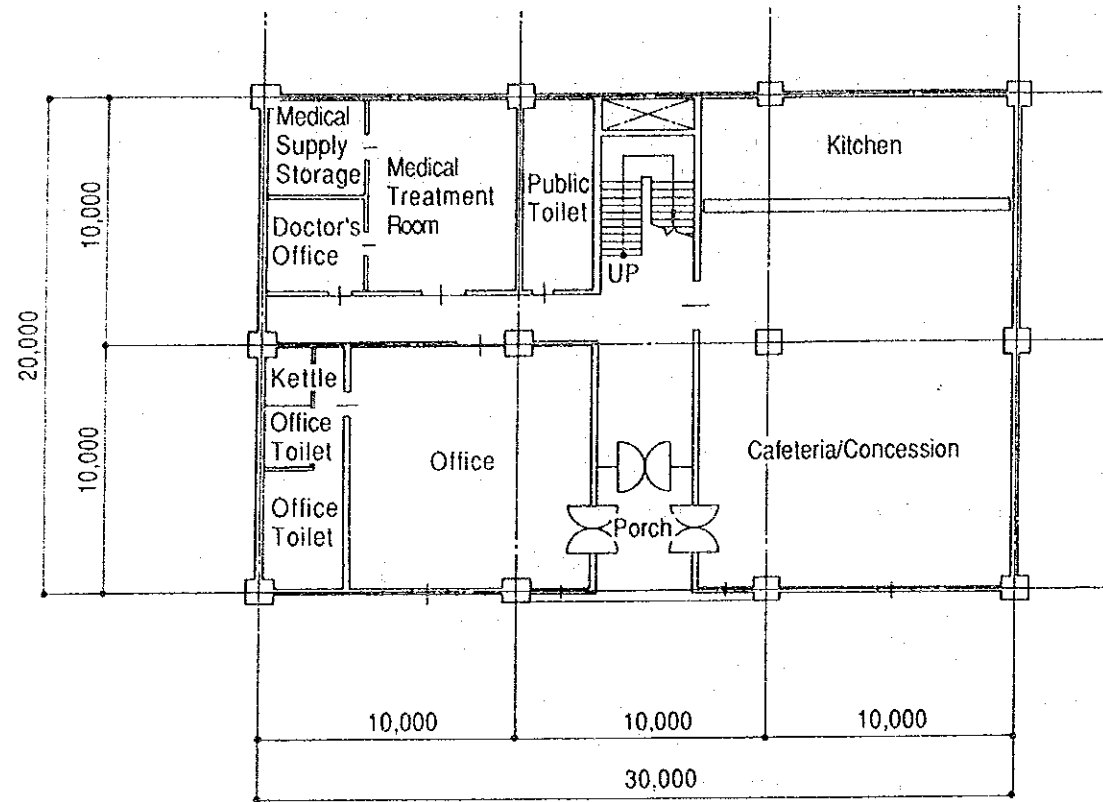 Medical
Supply
Storage
Medical
Treatment
Room
Doctor's
Office
Public
Toilet
UP
Kitchen
10,000
20,000
10,000
Kettle
Office
Toilet
Office
Toilet
Office
Porch
Cafeteria/Concession
10,000
10,000
10,000
30,000